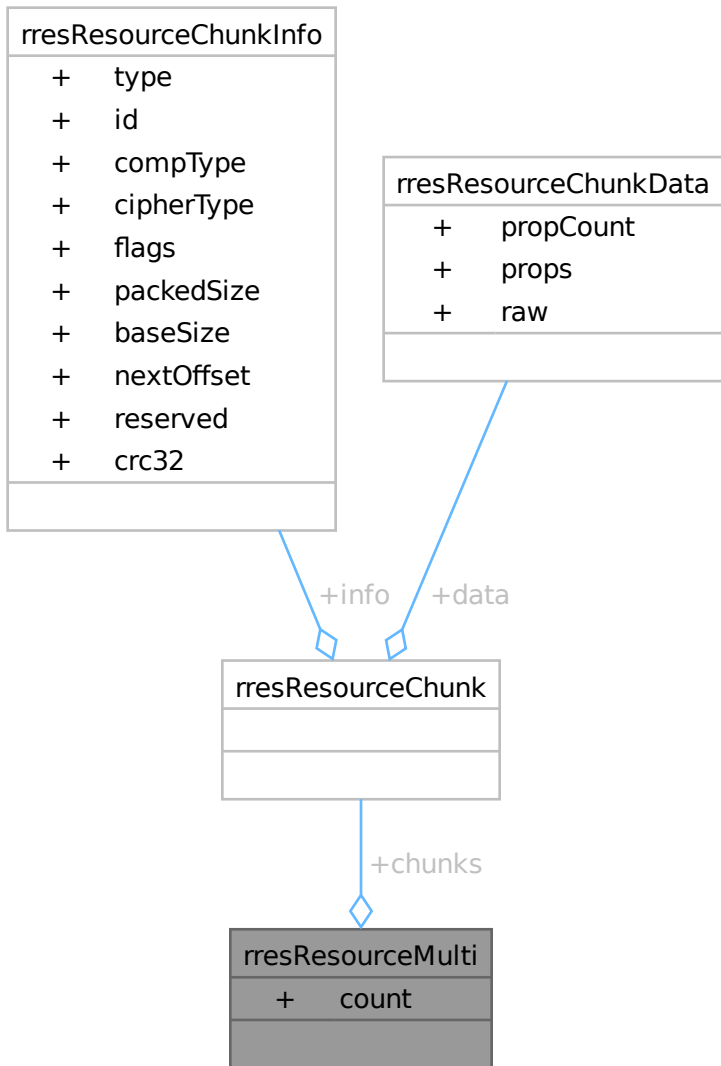 rresResourceChunkInfo
+ type
+ id
+ compType
+ cipherType
+ flags
+ packedSize
+ baseSize
+ nextOffset
+ reserved
+ crc32
rresResourceChunkData
+ propCount
+ props
+ raw
+info
+data
rresResourceChunk
+chunks
rresResourceMulti
+ count